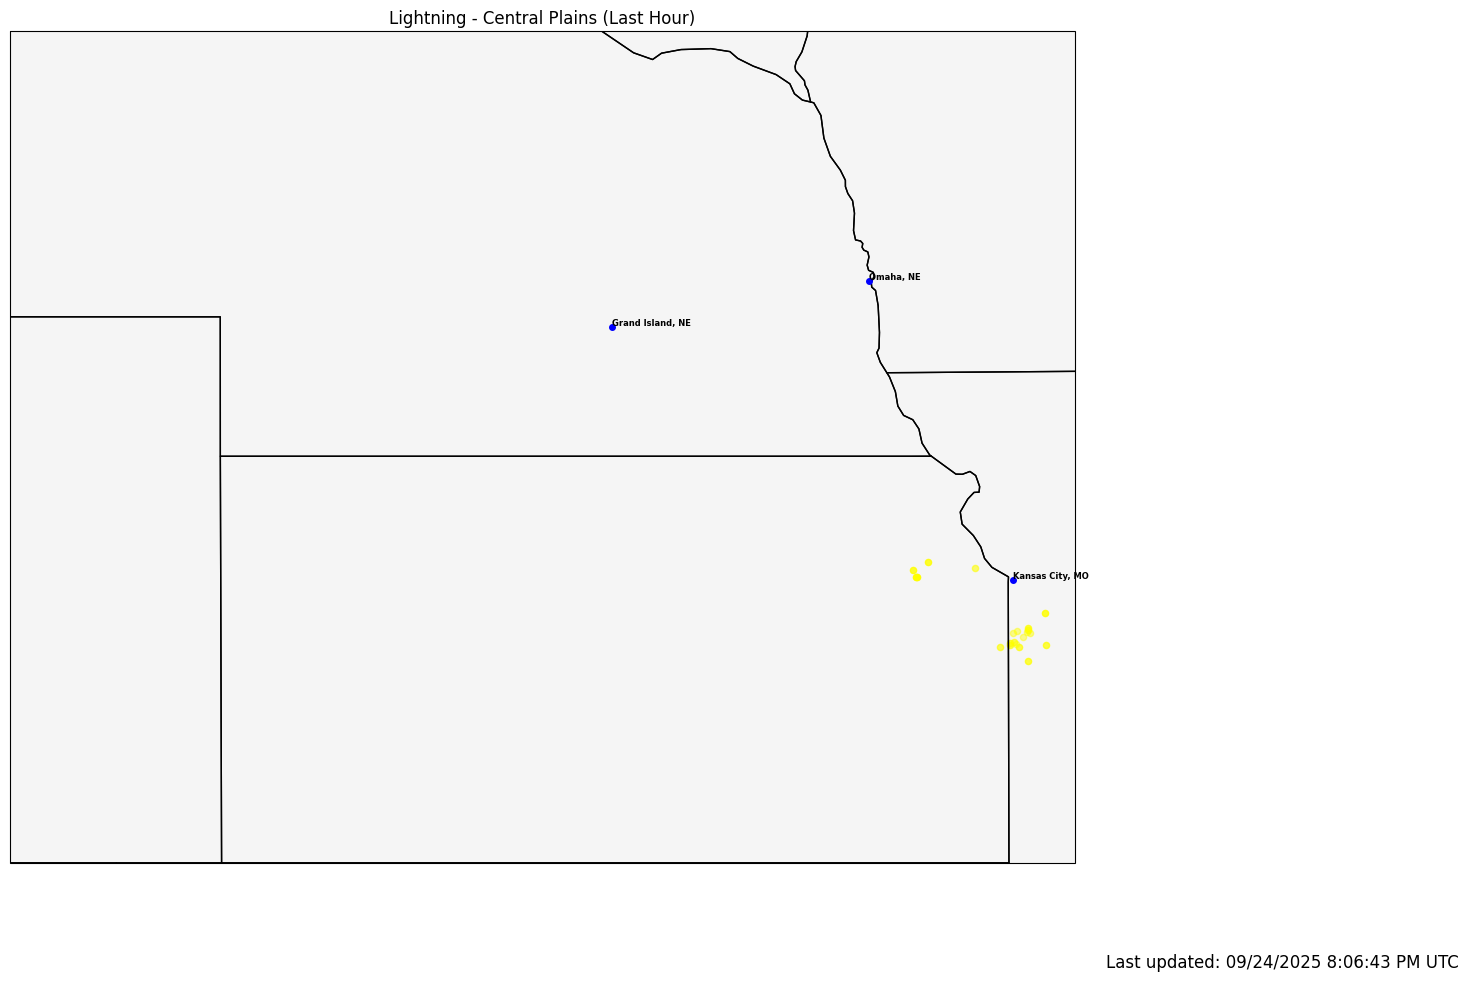 Lightning - Central Plains (Last Hour)
Omaha, NE
Grand Island, NE
Kansas City, MO
Last updated: 09/24/2025 8:06:43 PM UTC